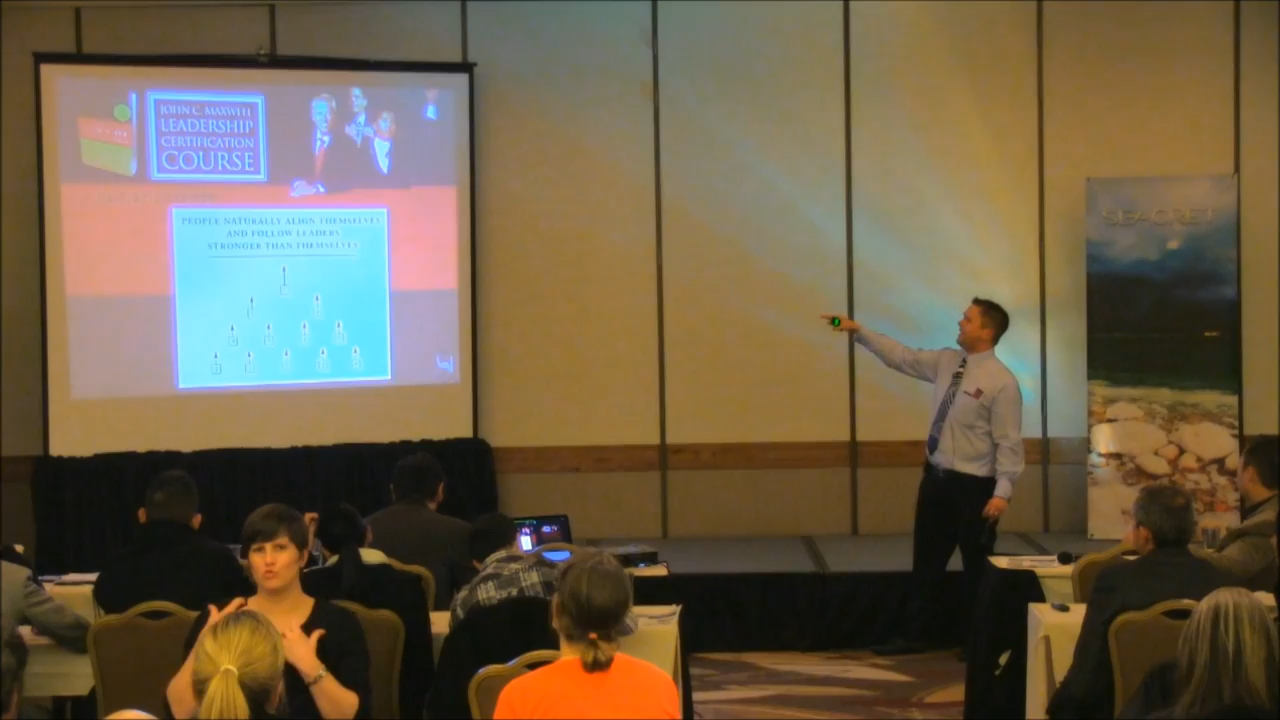 JOHN C. MAXWELL
LEADERSHIP
CERTIFICATION
COURSE
PEOPLE NATURALLY ALIGN THEMSELVES
AND FOLLOW LEADERS
STRONGER THAN THEMSELVES
SEACRET